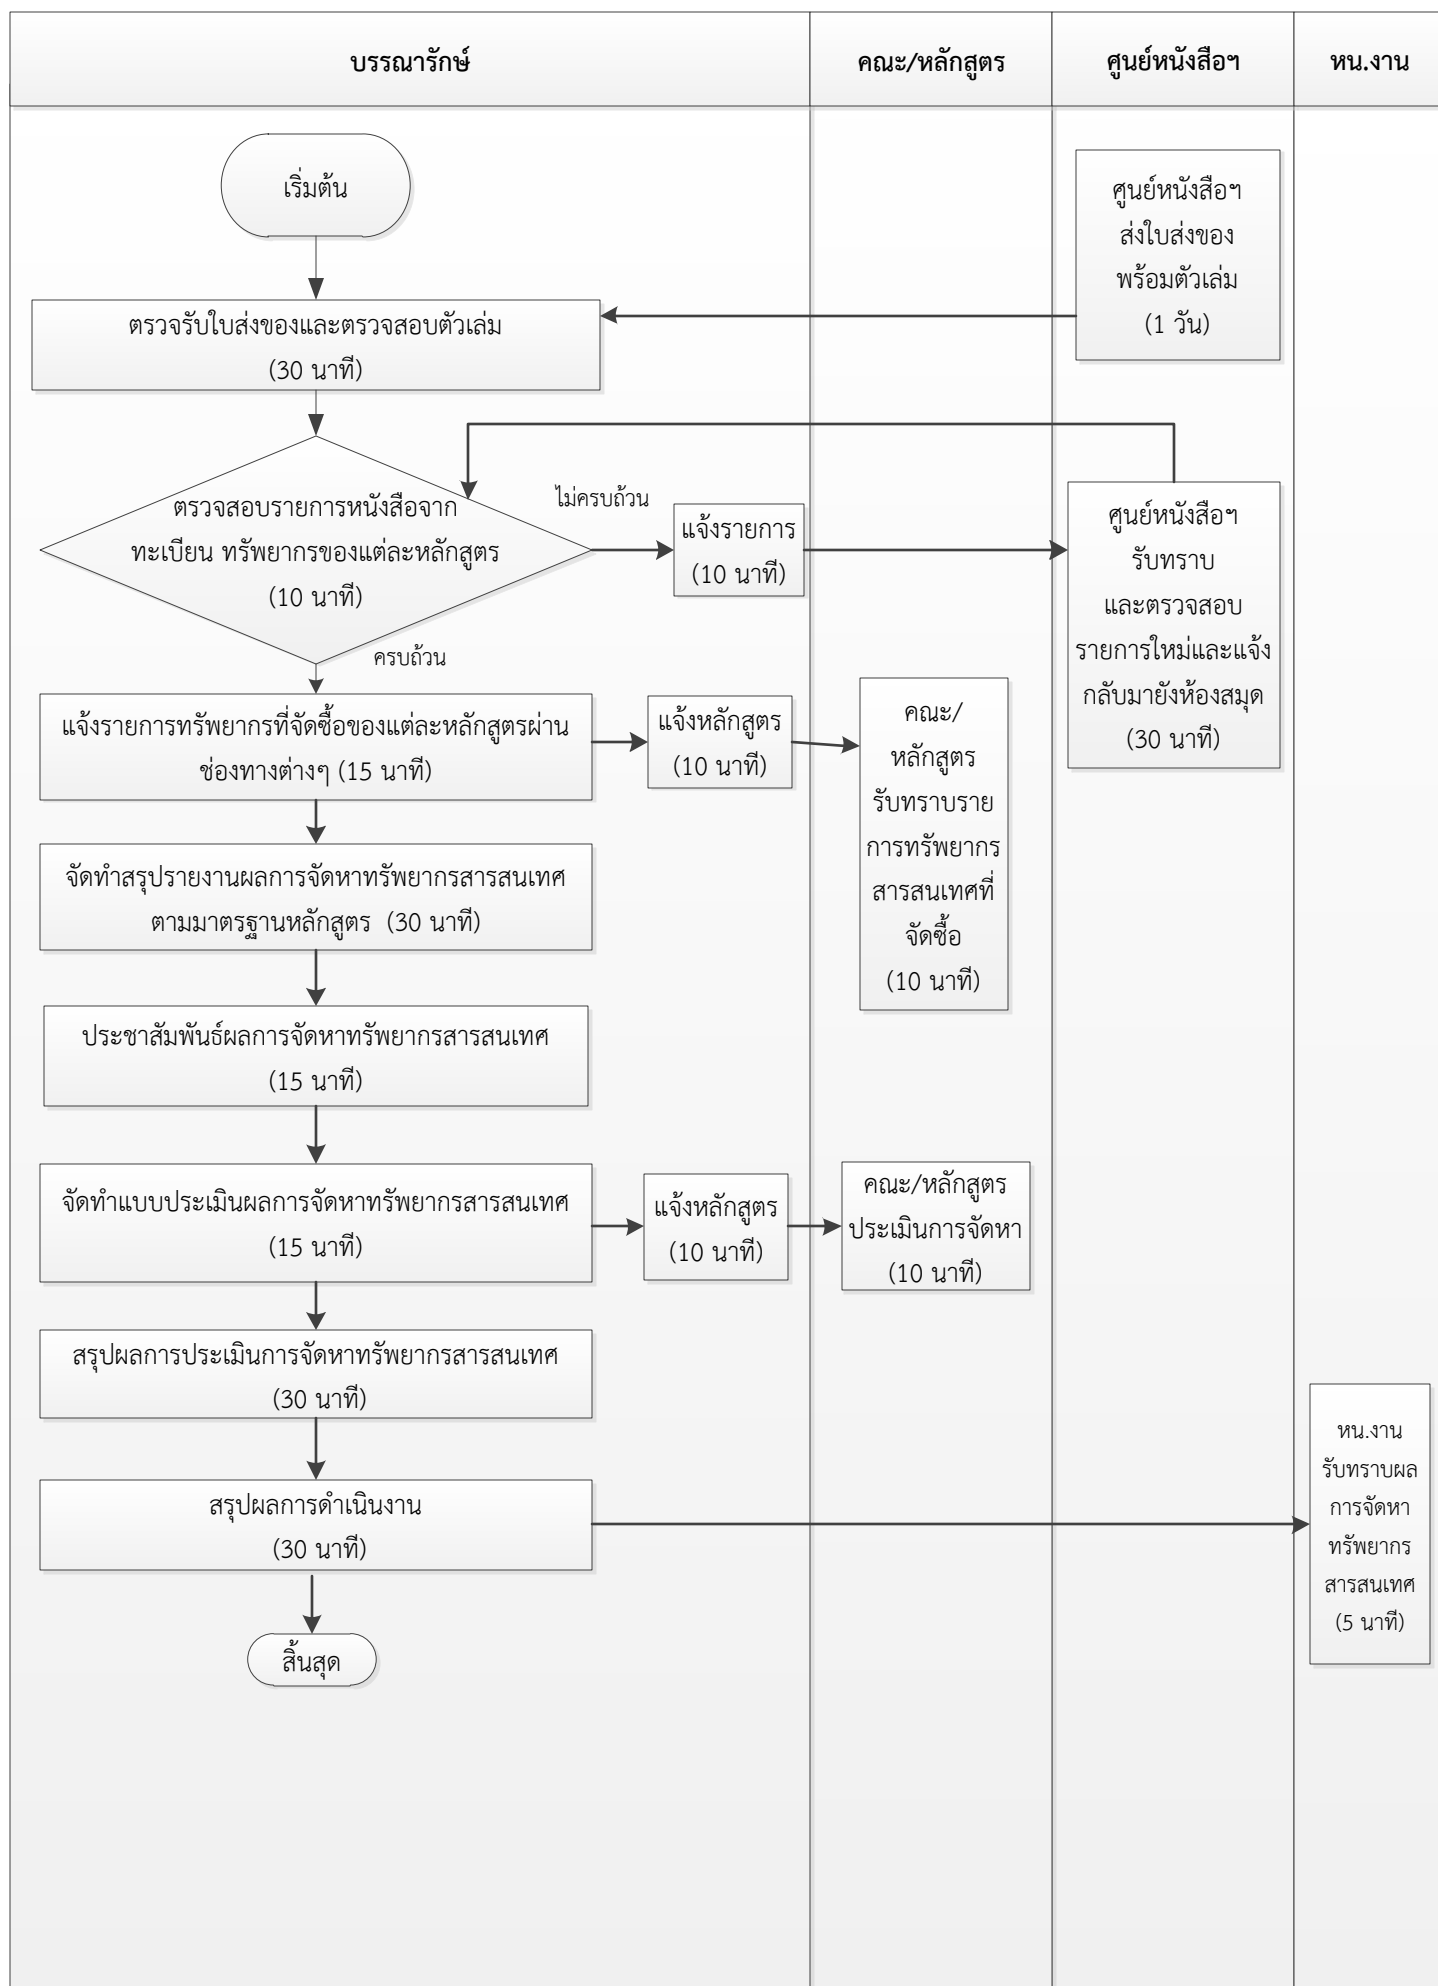 บรรณารักษ์
คณะ/หลักสูตร
ศูนย์หนังสือฯ
หน.งาน
เริ่มต้น
ศูนย์หนังสือฯ
ส่งใบส่งของ
พร้อมตัวเล่ม
(1 วัน)
ตรวจรับใบส่งของและตรวจสอบตัวเล่ม
(30 นาที)
ตรวจสอบรายการหนังสือจาก
ทะเบียน ทรัพยากรของแต่ละหลักสูตร
(10 นาที)
ไม่ครบถ้วน
แจ้งรายการ
(10 นาที)
ศูนย์หนังสือฯ
รับทราบ
และตรวจสอบ
รายการใหม่และแจ้ง
กลับมายังห้องสมุด
(30 นาที)
ครบถ้วน
แจ้งรายการทรัพยากรที่จัดซื้อของแต่ละหลักสูตรผ่าน
ช่องทางต่างๆ (15 นาที)
แจ้งหลักสูตร
(10 นาที)
คณะ/
หลักสูตร
รับทราบราย
การทรัพยากร
สารสนเทศที่
จัดซื้อ
(10 นาที)
จัดทำสรุปรายงานผลการจัดหาทรัพยากรสารสนเทศ
ตามมาตรฐานหลักสูตร (30 นาที)
ประชาสัมพันธ์ผลการจัดหาทรัพยากรสารสนเทศ
(15 นาที)
จัดทำแบบประเมินผลการจัดหาทรัพยากรสารสนเทศ
(15 นาที)
แจ้งหลักสูตร
(10 นาที)
คณะ/หลักสูตร
ประเมินการจัดหา
(10 นาที)
สรุปผลการประเมินการจัดหาทรัพยากรสารสนเทศ
(30 นาที)
สรุปผลการดำเนินงาน
(30 นาที)
หน.งาน
รับทราบผล
การจัดหา
ทรัพยากร
สารสนเทศ
(5 นาที)
สิ้นสุด